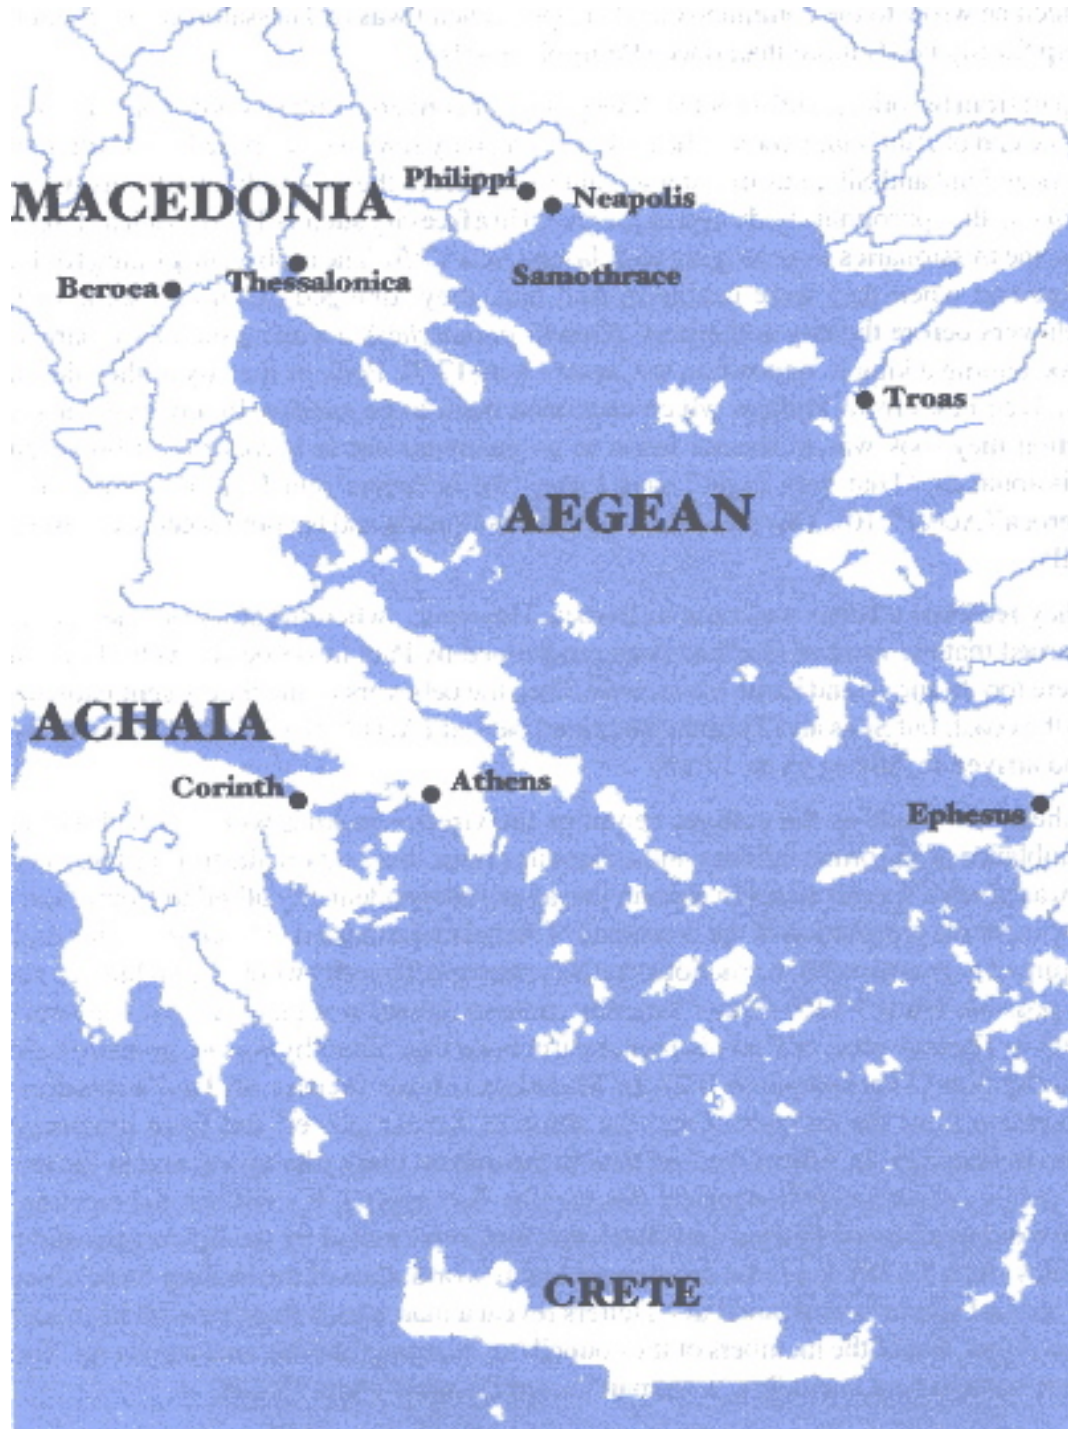 MACEDONIA
Philippi
Neapolis
Thessalonica
Samothrace
Beroea
Troas
AEGEAN
ACHAIA
Corinth
Athens
Ephesus
CRETE